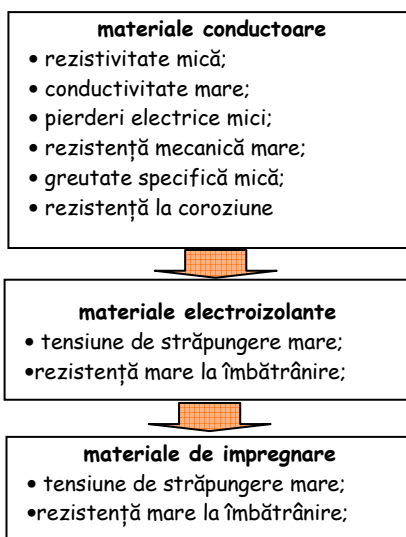 materiale conductoare
• rezistivitate mică;
• conductivitate mare;
• pierderi electrice mici;
• rezistență mecanică mare;
• greutate specifică mică;
• rezistență la coroziune
materiale electroizolante
• tensiune de străpungere mare;
•rezistență mare la îmbătrânire;
materiale de impregnare
• tensiune de străpungere mare;
•rezistență mare la îmbătrânire;